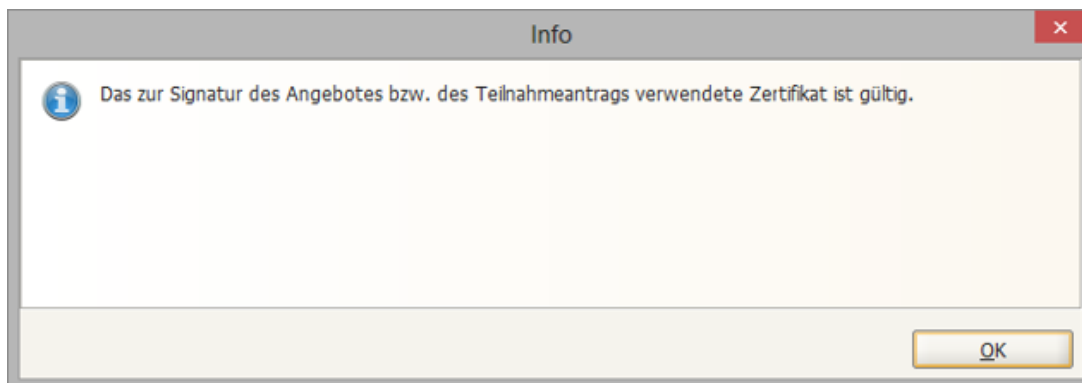 Info
Das zur Signatur des Angebotes bzw. des Teilnahmeantrags verwendete Zertifikat ist gültig.
OK